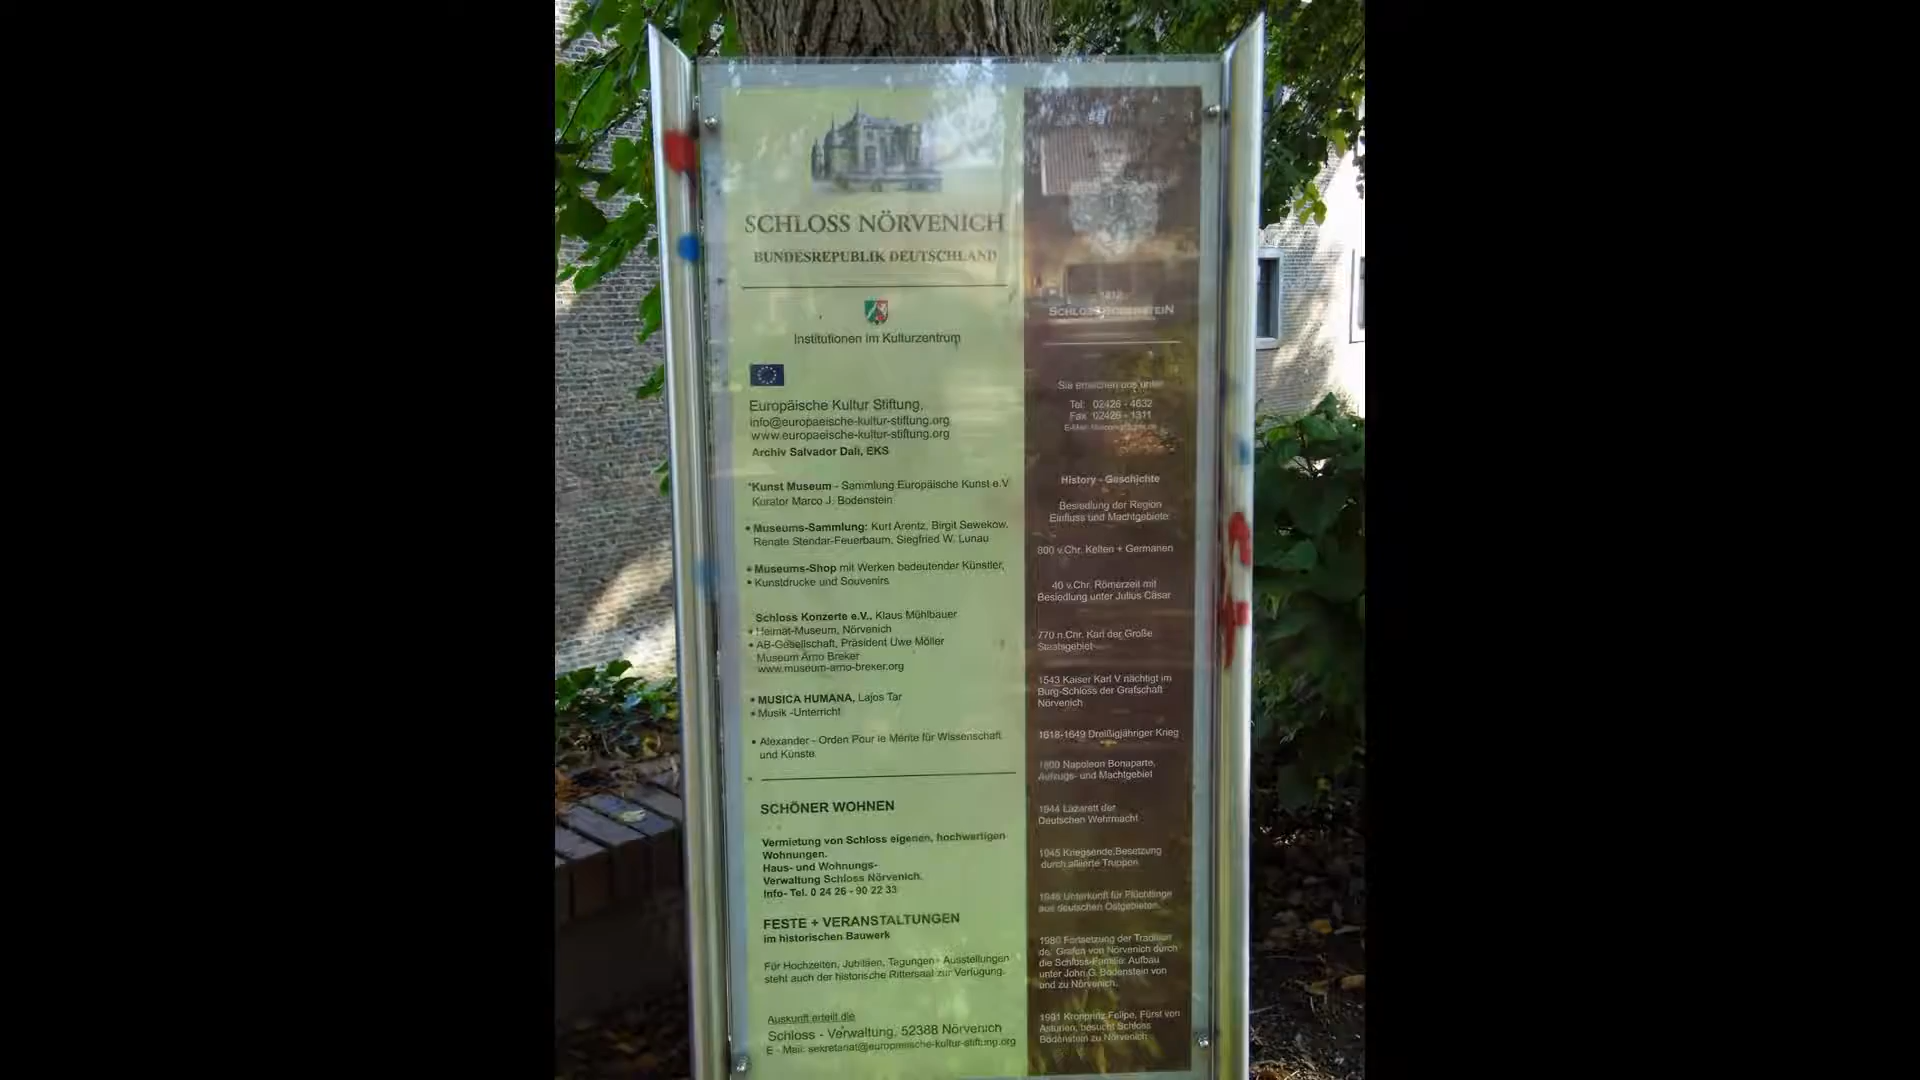 SCHLOSS NÖRVENICH
BUNDESREPUBLIK DEUTSCHLAND
Institutionen im Kulturzentrum
Europäische Kultur Stiftung,
info@europaeische-kultur-stiftung.org
www.europaeische-kultur-stiftung.org
Archiv Salvador Dali, EKS
*Kunst Museum - Sammlung Europäische Kunst e.V
Kurator Marco J. Bodenstein
• Museums-Sammlung: Kurt Arentz, Birgit Sewekow,
Renate Stendar-Feuerbaum, Siegfried W. Lunau
• Museums-Shop mit Werken bedeutender Künstler,
• Kunstdrucke und Souvenirs
Schloss Konzerte e.V., Klaus Mühlbauer
• Heimat-Museum, Nörvenich
• AB-Gesellschaft, Präsident Uwe Möller
Museum Arno Breker
www.museum-arno-breker.org
• MUSICA HUMANA, Lajos Tar
• Musik -Unterricht
• Alexander - Orden Pour le Mérite für Wissenschaft
und Künste
SCHÖNER WOHNEN
Vermietung von Schloss eigenen, hochwertigen
Wohnungen.
Haus- und Wohnungs-
Verwaltung Schloss Nörvenich.
Info- Tel. 0 24 26 - 90 22 33
FESTE + VERANSTALTUNGEN
im historischen Bauwerk
Für Hochzeiten, Jubiläen, Tagungen+ Ausstellungen
steht auch der historische Rittersaal zur Verfügung.
Auskunft erteilt die
Schloss - Verwaltung, 52388 Nörvenich
E - Mail: sekretariat@europaeische-kultur-stiftung.org
SCHLOSS BODENSTEIN
Sie erreichen uns unter
Tel: 02426 - 4632
Fax 02426 - 1311
E-Mail:
History - Geschichte
Besiedlung der Region
Einfluss und Machtgebiete
800 v.Chr. Kelten + Germanen
40 v.Chr. Römerzeit mit
Besiedlung unter Julius Cäsar
770 n.Chr. Karl der Große
Staatsgebiet
1543 Kaiser Karl V nächtigt im
Burg-Schloss der Grafschaft
Nörvenich
1618-1649 Dreißigjähriger Krieg
1800 Napoleon Bonaparte,
und Machtgebiet
1944 Lazarett der
Deutschen Wehrmacht
1945 Kriegsende,Besetzung
durch alliierte Truppen
Unterkunft für Flüchtlinge
aus deutschen Ostgebieten.
1980 Fortsetzung der Tradition
de. Grafen von Nörvenich durch
die Schloss-Familie: Aufbau
unter John G. Bodenstein von
und zu Nörvenich.
1991 Kronprinz Felipe, Fürst von
Asturien, besucht Schloss
Bodenstein zu Nörvenich